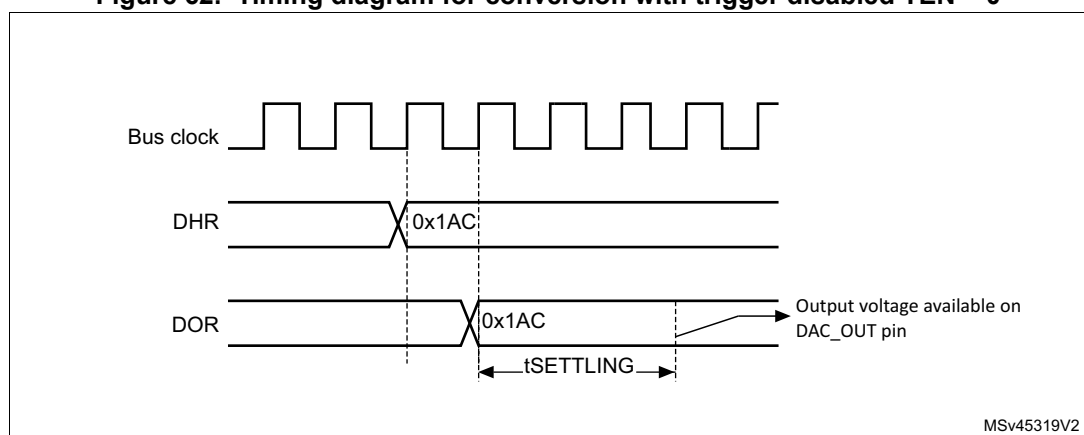 Bus clock
DHR
0x1AC
DOR
0x1AC
Output voltage available on
DAC_OUT pin
tSETTLING
MSv45319V2